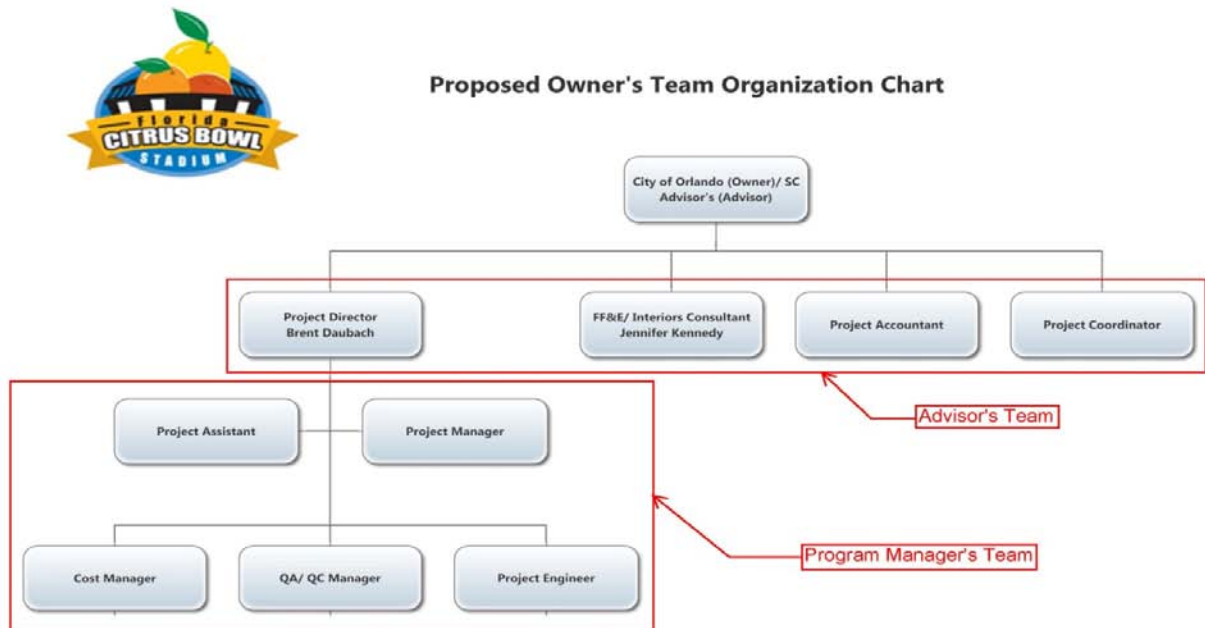 Florida
CITRUS BOWL
STADIUM
Proposed Owner's Team Organization Chart
City of Orlando (Owner)/ SC
Advisor's (Advisor)
Project Director
Brent Daubach
FF&E/ Interiors Consultant
Jennifer Kennedy
Project Accountant
Project Coordinator
Advisor's Team
Project Assistant
Project Manager
Program Manager's Team
Cost Manager
QA/ QC Manager
Project Engineer